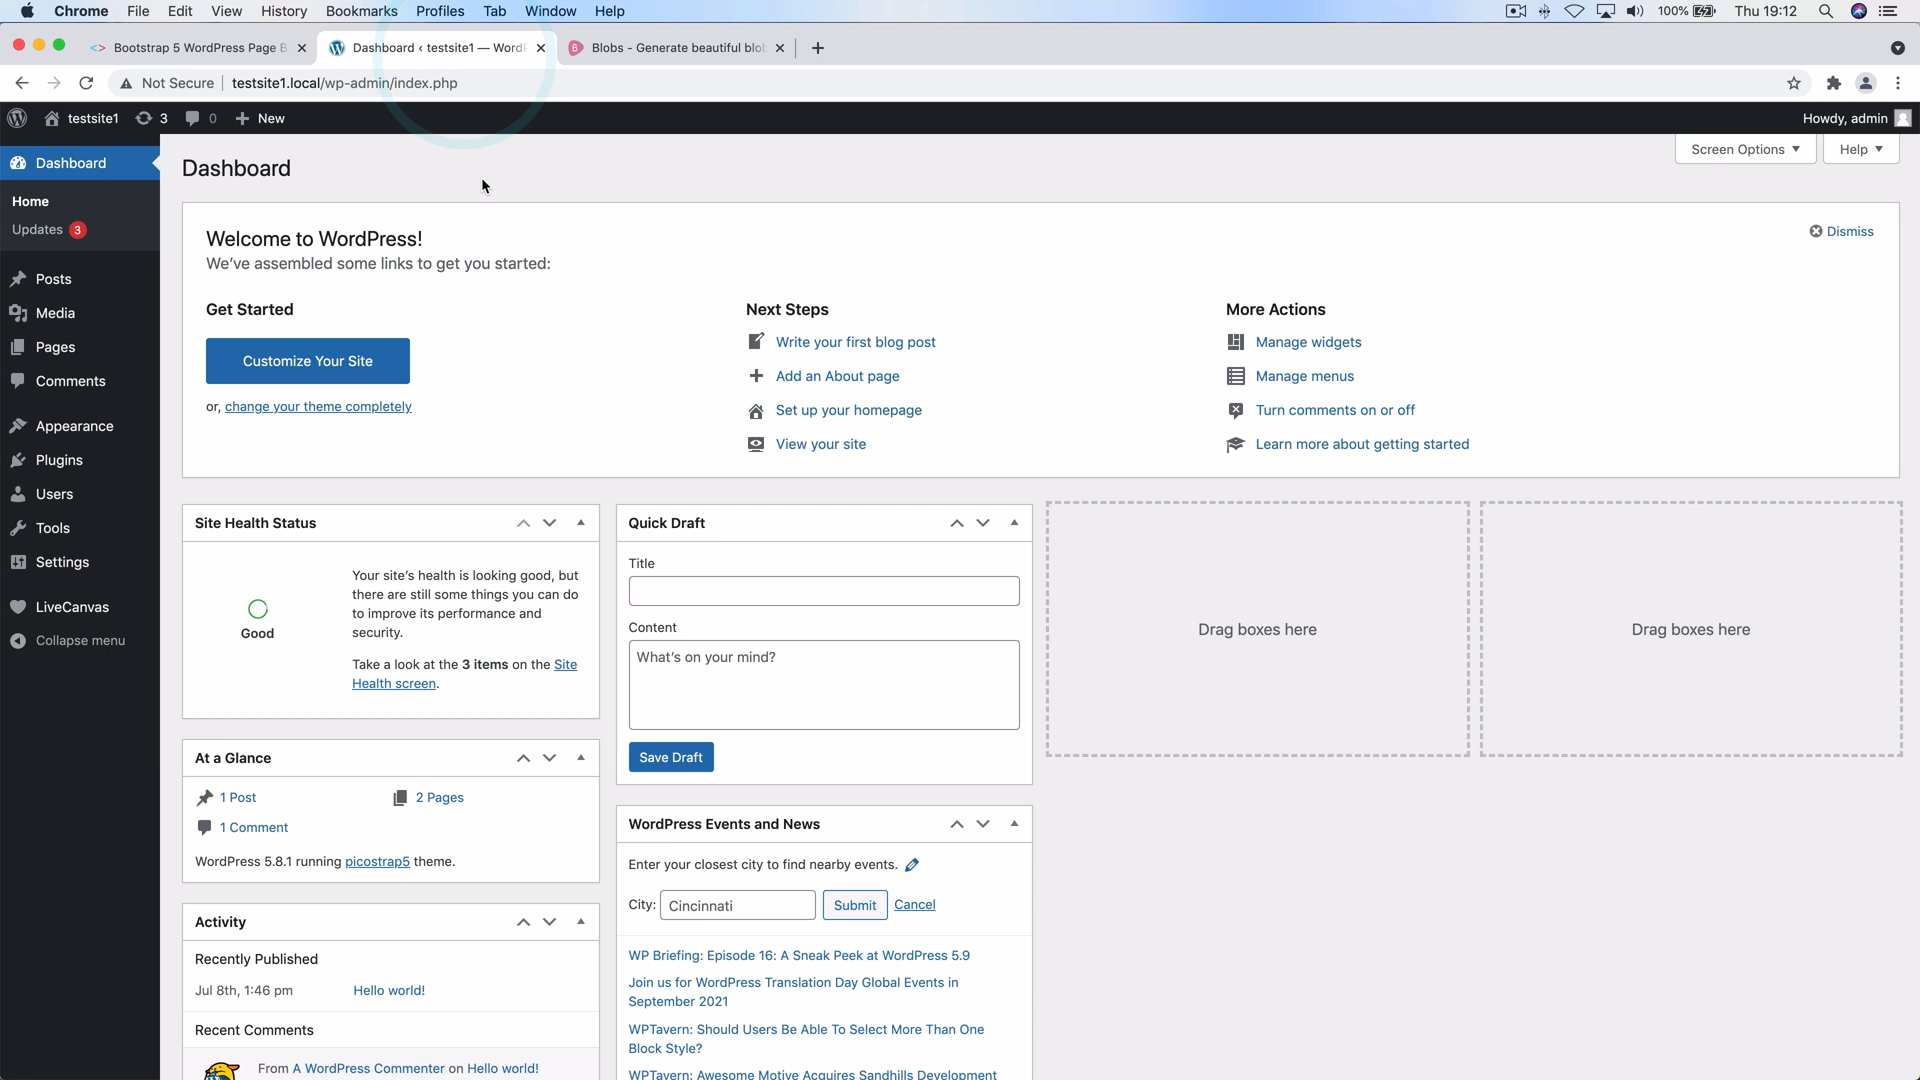 Chrome File Edit View History Bookmarks Profiles Tab Window Help 100% Thu 19:12
Bootstrap 5 WordPress Page B
Dashboard ‹ testsite1 — WordP
Blobs - Generate beautiful blob
Not Secure testsite1.local/wp-admin/index.php
testsite1 3 0 New Howdy, admin
Dashboard
Home
Updates 3
Posts
Media
Pages
Comments
Appearance
Plugins
Users
Tools
Settings
LiveCanvas
Collapse menu
Dashboard
Screen Options
Help
Welcome to WordPress!
We've assembled some links to get you started:
Dismiss
Get Started
Customize Your Site
or, change your theme completely
Next Steps
Write your first blog post
Add an About page
Set up your homepage
View your site
More Actions
Manage widgets
Manage menus
Turn comments on or off
Learn more about getting started
Site Health Status
Good
Your site's health is looking good, but
there are still some things you can do
to improve its performance and
security.
Take a look at the 3 items on the Site
Health screen.
At a Glance
1 Post
2 Pages
1 Comment
WordPress 5.8.1 running picostrap5 theme.
Activity
Recently Published
Jul 8th, 1:46 pm Hello world!
Recent Comments
From A WordPress Commenter on Hello world!
Quick Draft
Title
Content
What's on your mind?
Save Draft
WordPress Events and News
Enter your closest city to find nearby events.
City: Cincinnati Submit Cancel
WP Briefing: Episode 16: A Sneak Peek at WordPress 5.9
Join us for WordPress Translation Day Global Events in
September 2021
WPTavern: Should Users Be Able To Select More Than One
Block Style?
WPTavern: Awesome Motive Acquires Sandhills Development
Drag boxes here
Drag boxes here